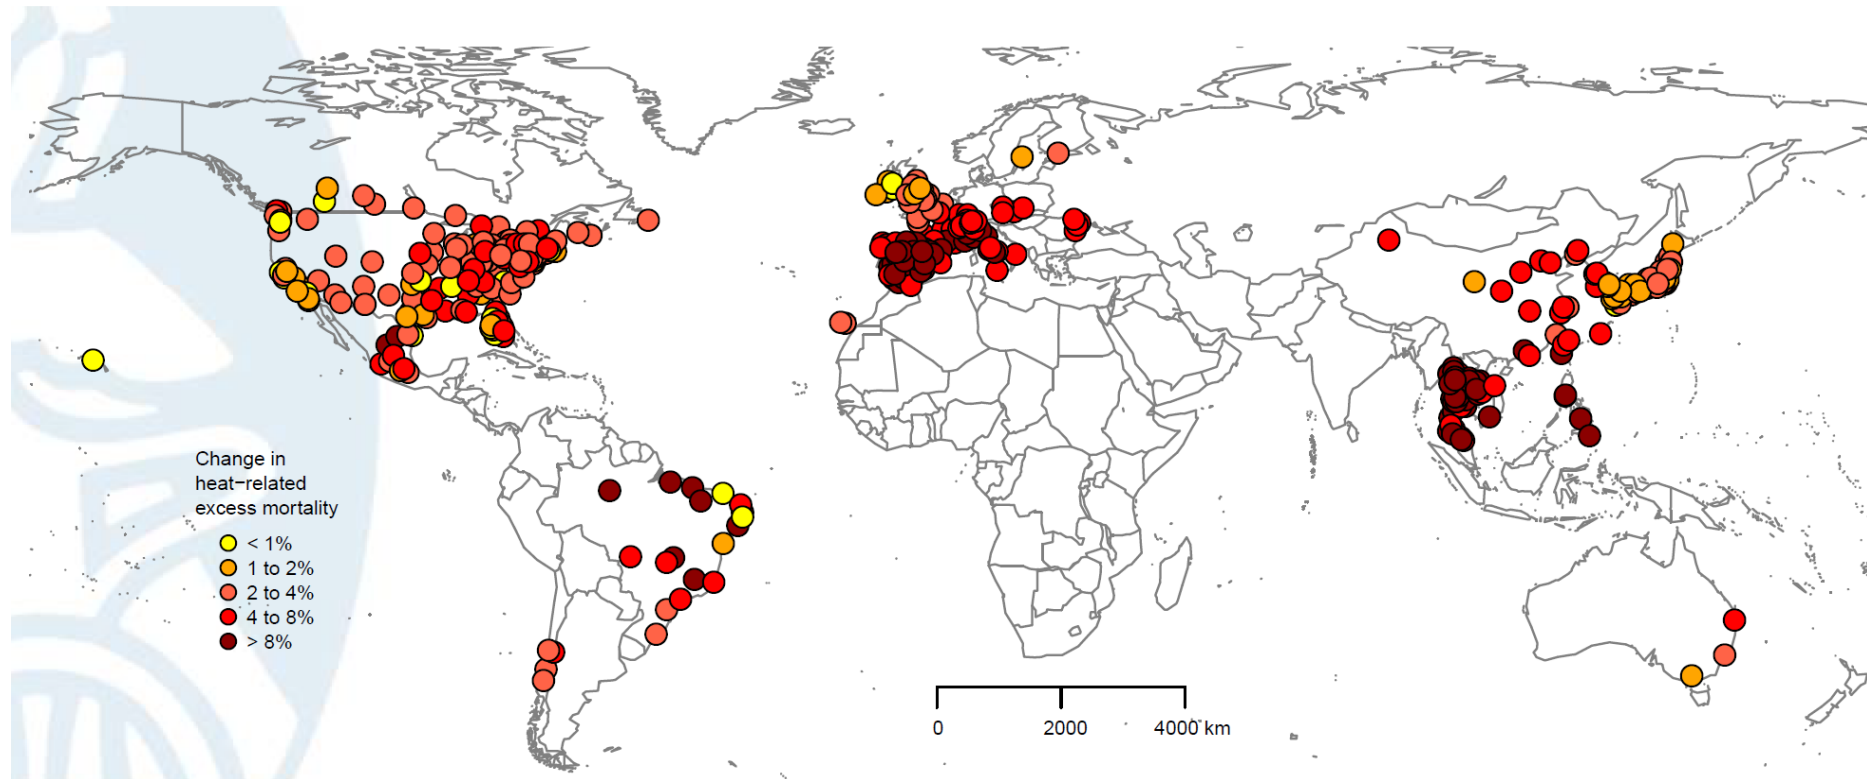 Change in
heat−related
excess mortality
< 1%
1 to 2%
2 to 4%
4 to 8%
> 8%
0 2000 4000 km